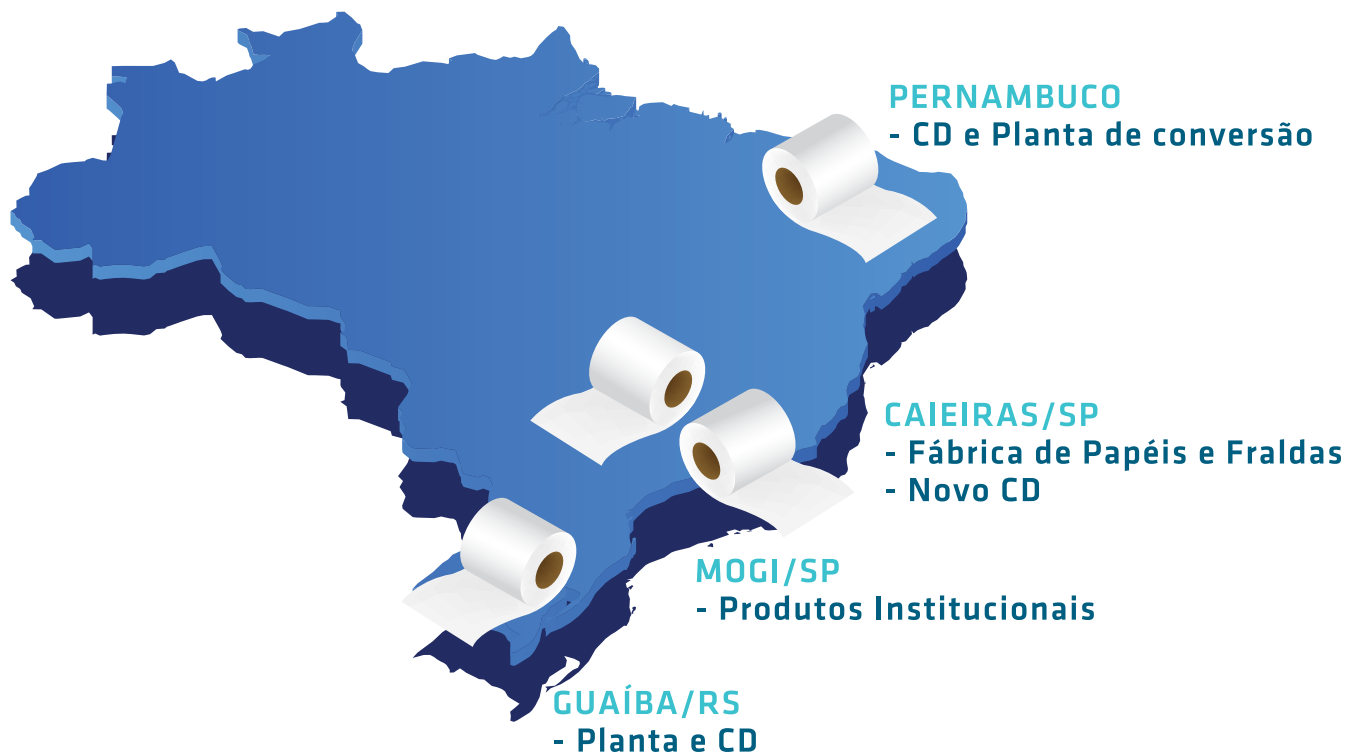 PERNAMBUCO
- CD e Planta de conversão
CAIEIRAS/SP
- Fábrica de Papéis e Fraldas
- Novo CD
MOGI/SP
- Produtos Institucionais
GUAÍBA/RS
- Planta e CD